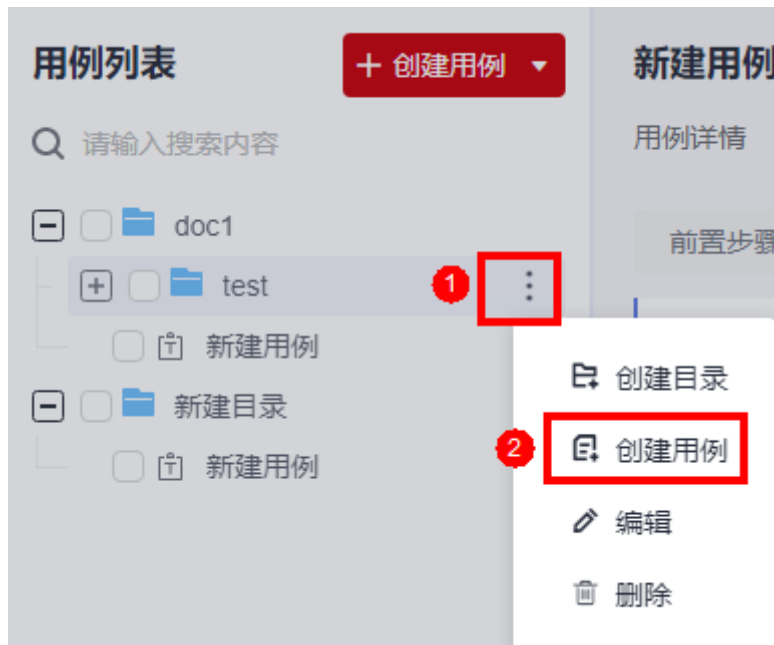 用例列表
+ 创建用例
新建用例
请输入搜索内容
用例详情
doc1
前置步骤
test
1
新建用例
创建目录
新建目录
2
创建用例
新建用例
编辑
删除